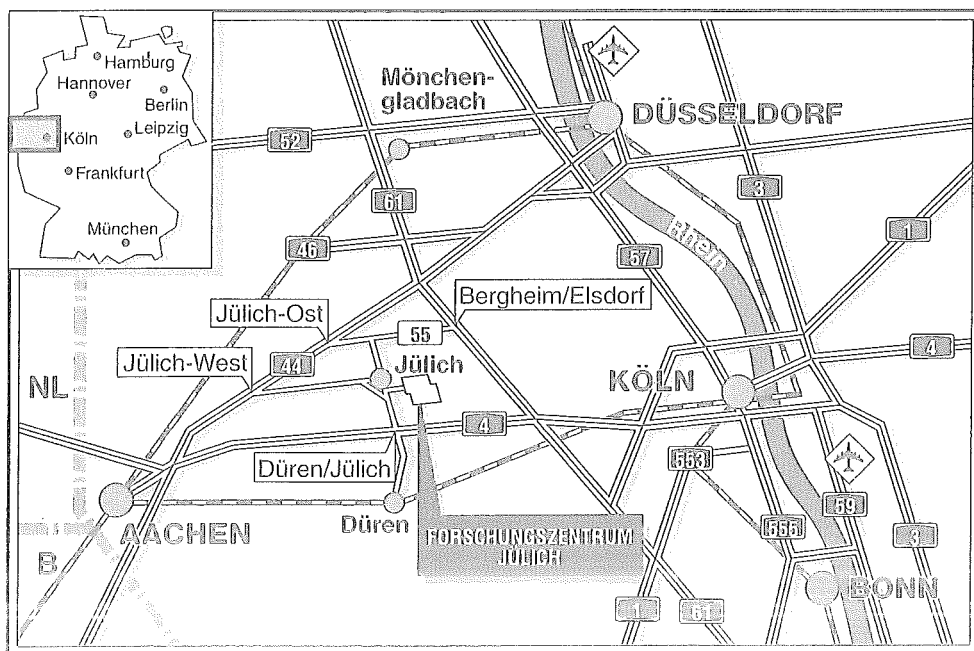 Hamburg
Hannover
Berlin
Köln
Leipzig
Frankfurt
München
Mönchen-
gladbach
DÜSSELDORF
52
61
3
1
46
57
Rhein
Bergheim/Elsdorf
Jülich-Ost
55
Jülich-West
44
Jülich
4
NL
KÖLN
4
553
Düren/Jülich
59
AACHEN
Düren
FORSCHUNGSZENTRUM
JÜLICH
555
3
B
BONN
1
61